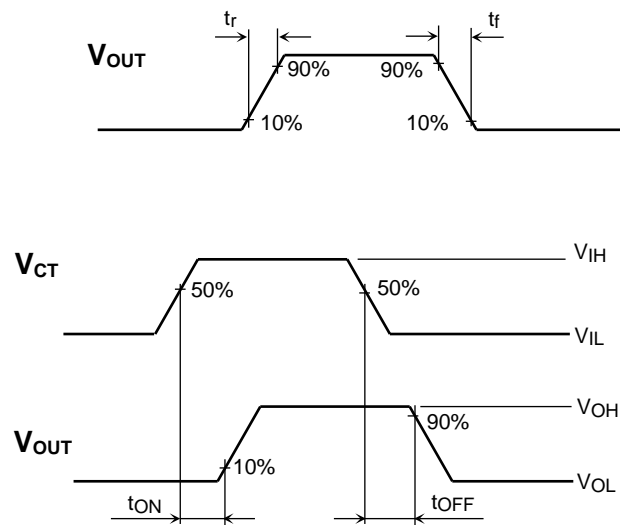 tr
tf
VOUT
90%
90%
10%
10%
VCT
VIH
50%
50%
VIL
VOH
VOUT
90%
10%
VOL
tON
tOFF